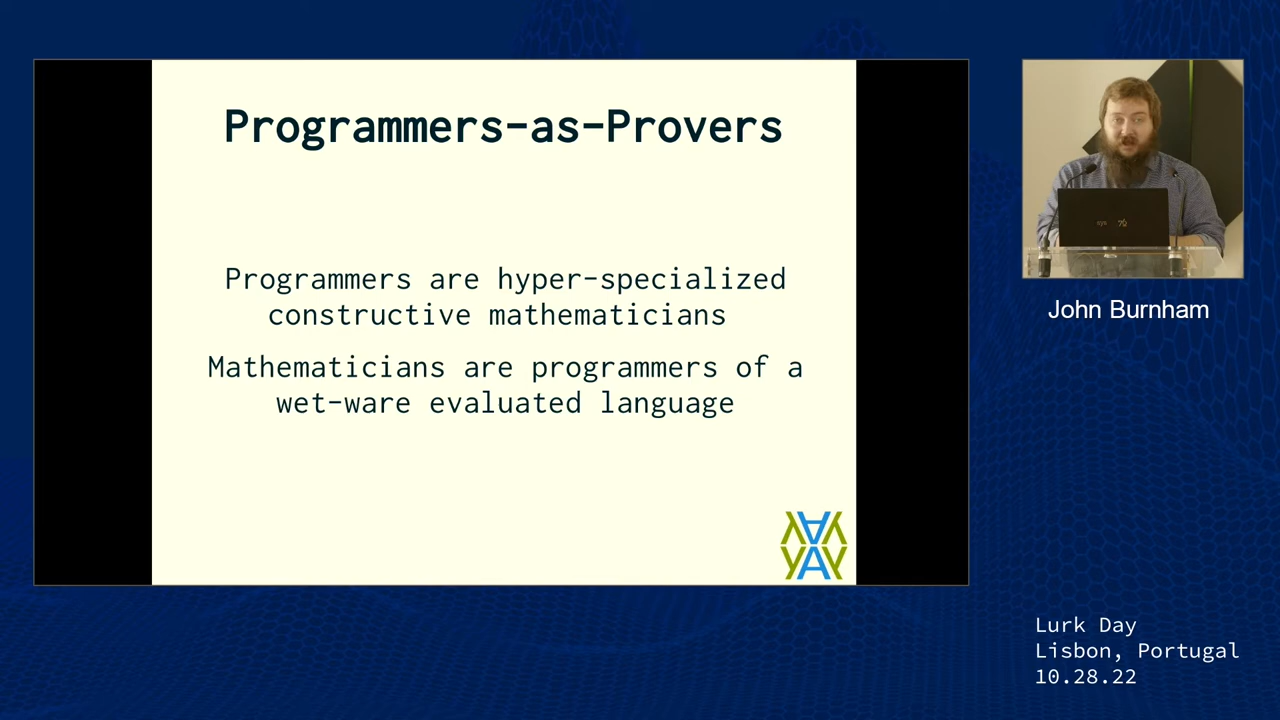 Programmers-as-Provers
Programmers are hyper-specialized
constructive mathematicians
Mathematicians are programmers of a
wet-ware evaluated language
John Burnham
Lurk Day
Lisbon, Portugal
10.28.22